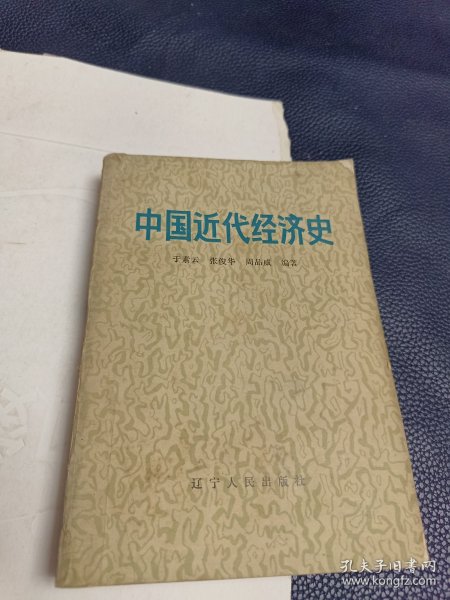 中国近代经济史
于素云 张俊华 周品威 编著
辽宁人民出版社
孔夫子旧书网
www.kongfz.com